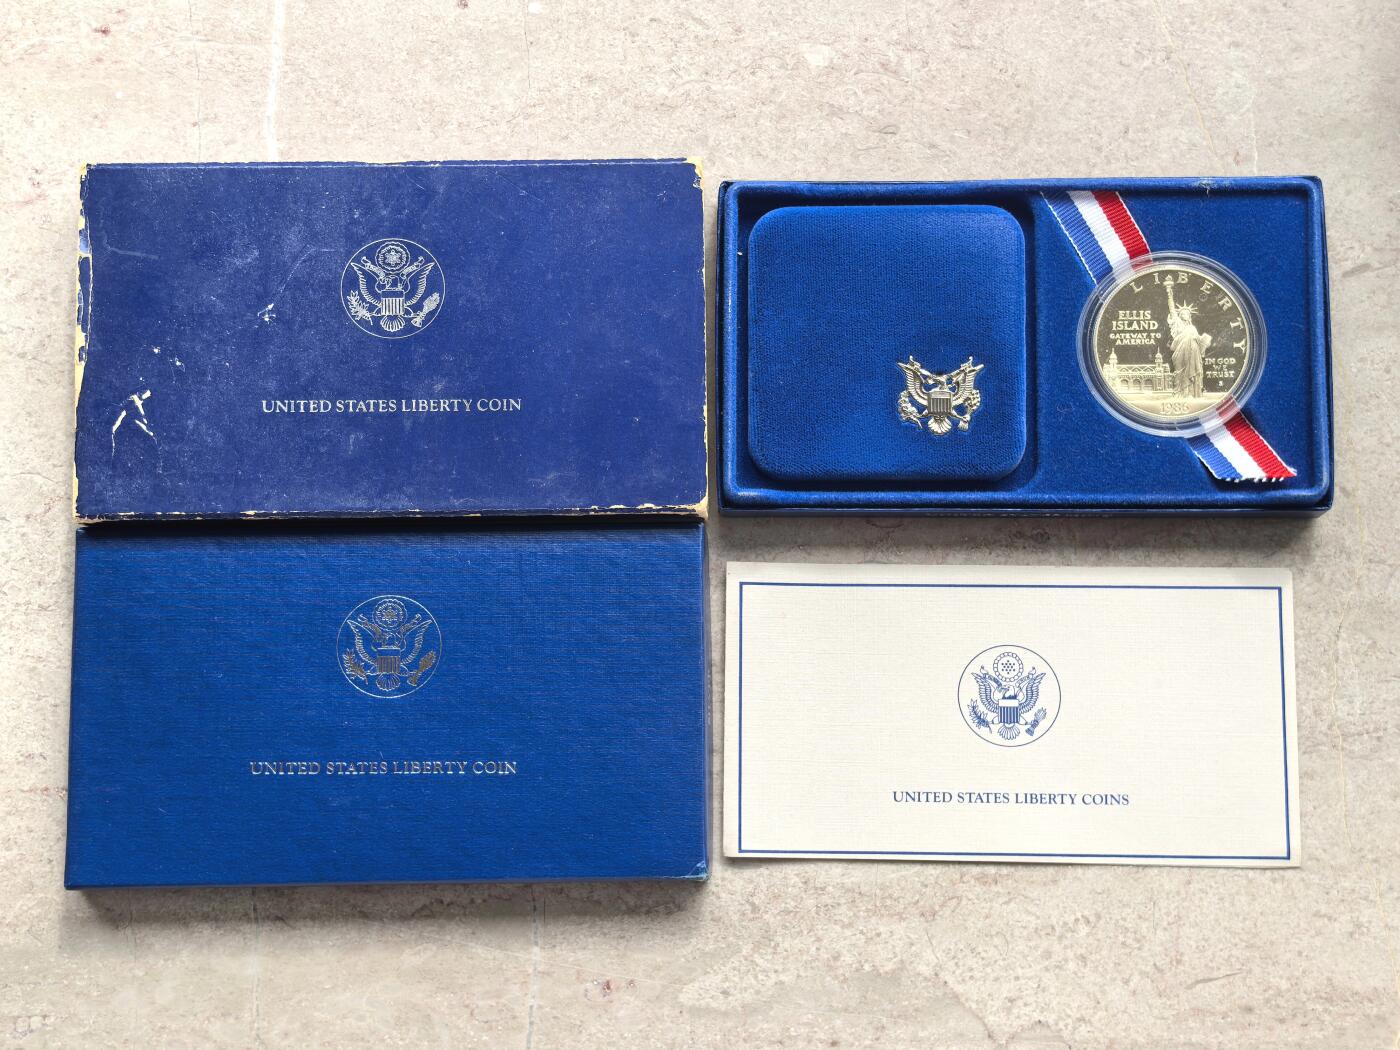 UNITED STATES LIBERTY COIN
LIBERTY
ELLIS
ISLAND
GATEWAY TO
AMERICA
IN GOD
WE
TRUST
S
1986
UNITED STATES LIBERTY COIN
UNITED STATES LIBERTY COINS